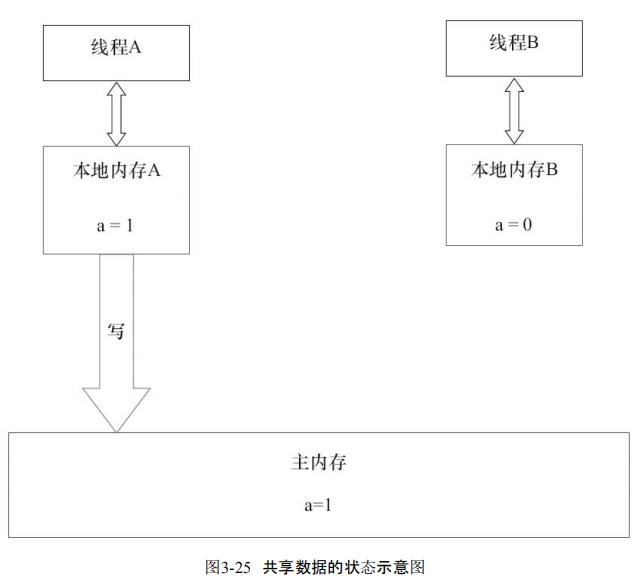 线程A
线程B
本地内存A
a = 1
本地内存B
a = 0
写
主内存
a=1
图3-25 共享数据的状态示意图